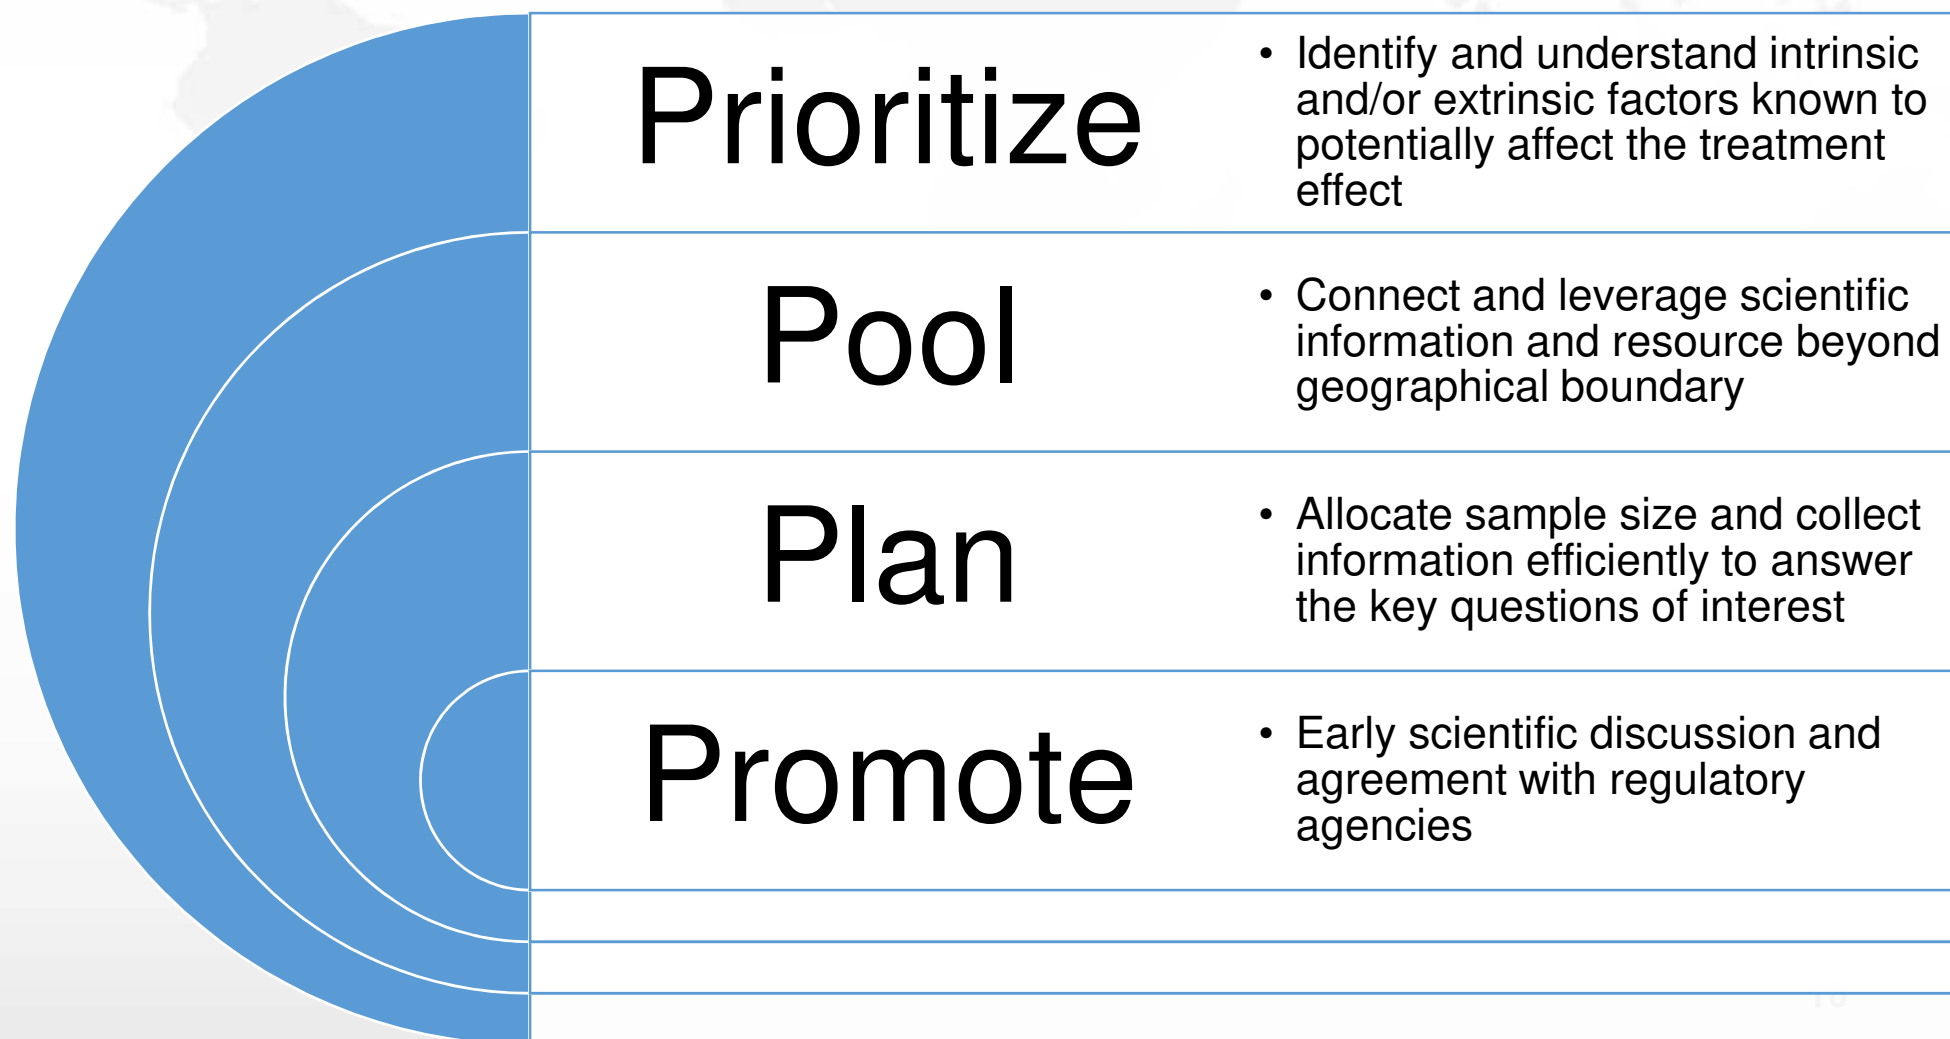 Prioritize
• Identify and understand intrinsic
and/or extrinsic factors known to
potentially affect the treatment
effect
Pool
• Connect and leverage scientific
information and resource beyond
geographical boundary
Plan
• Allocate sample size and collect
information efficiently to answer
the key questions of interest
Promote
• Early scientific discussion and
agreement with regulatory
agencies